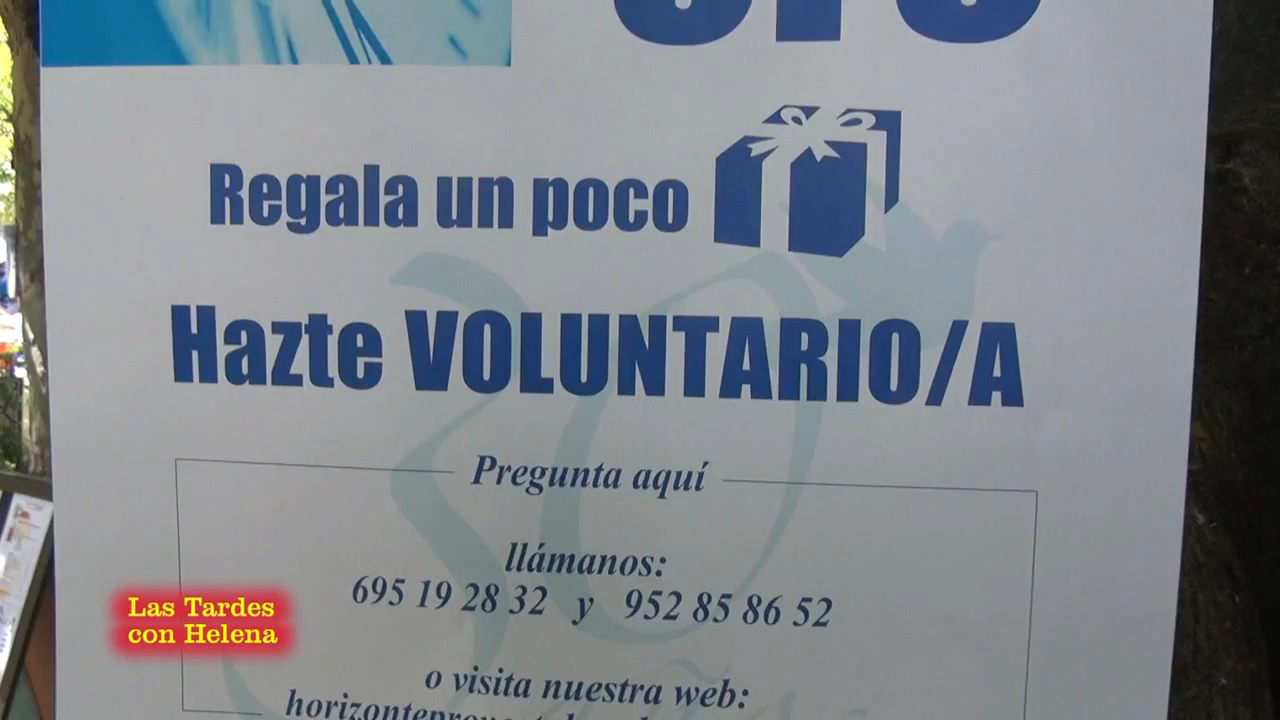 Regala un poco
Hazte VOLUNTARIO/A
Pregunta aquí
llámanos:
695 19 28 32 y 952 85 86 52
o visita nuestra web:
Las Tardes
con Helena